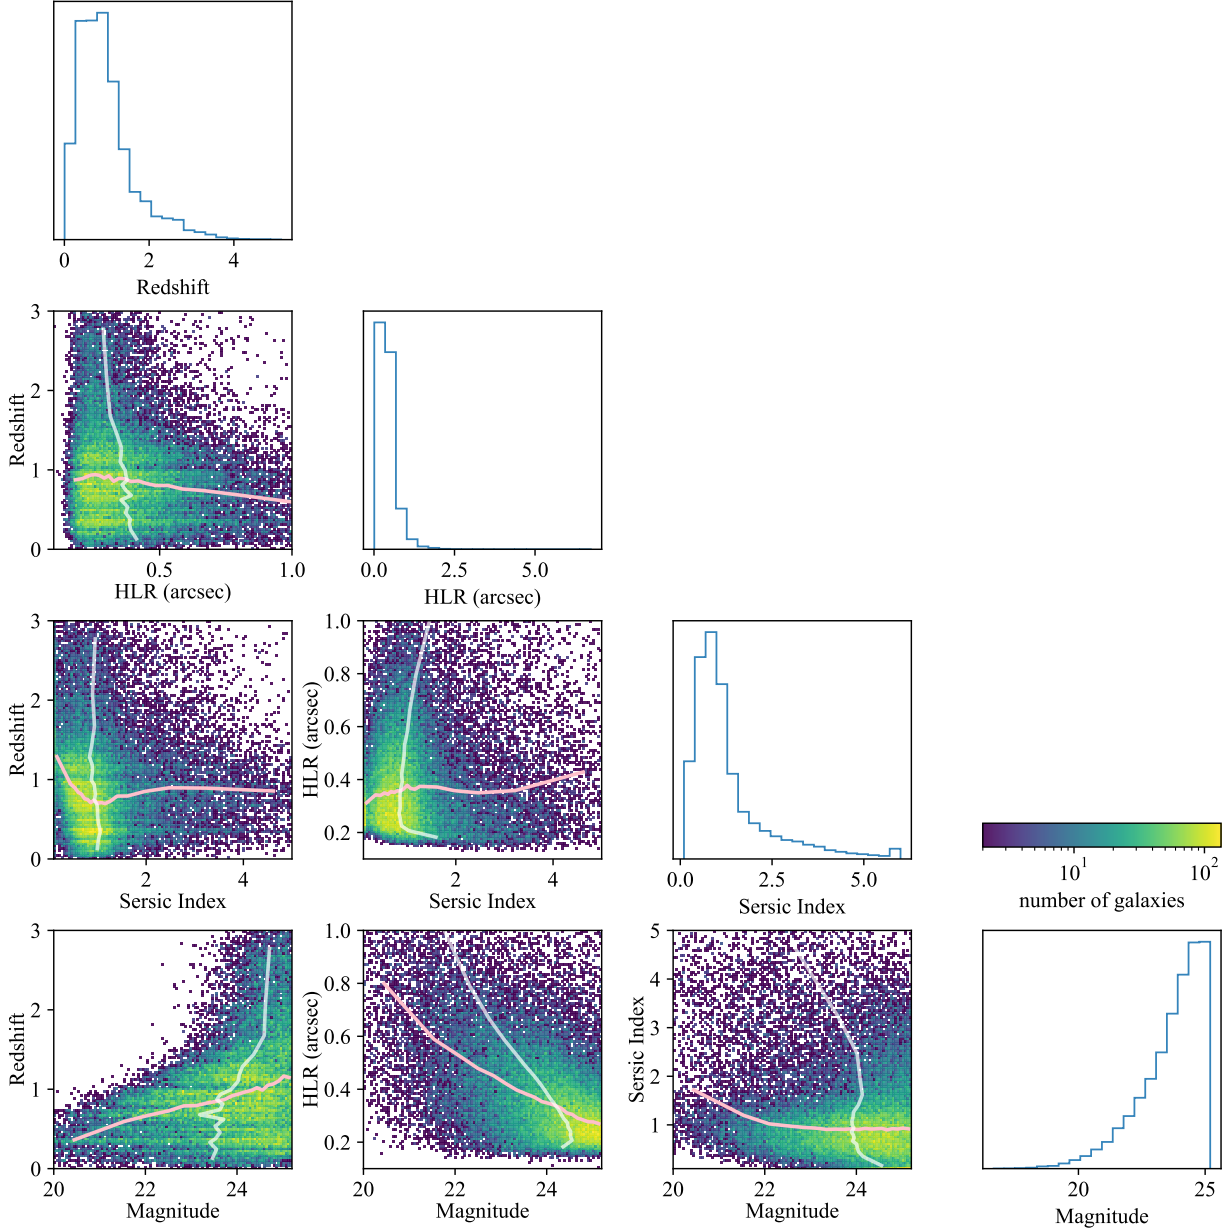 0 2 4
Redshift
3
2
1
0
Redshift
0.5 1.0
HLR (arcsec)
0.0 2.5 5.0
HLR (arcsec)
3
2
1
0
Redshift
2 4
Sersic Index
1.0
0.8
0.6
0.4
0.2
HLR (arcsec)
2 4
Sersic Index
0.0 2.5 5.0
Sersic Index
10¹ 10²
number of galaxies
3
2
1
0
Redshift
20 22 24
Magnitude
1.0
0.8
0.6
0.4
0.2
HLR (arcsec)
20 22 24
Magnitude
5
4
3
2
1
Sersic Index
20 22 24
Magnitude
20 25
Magnitude